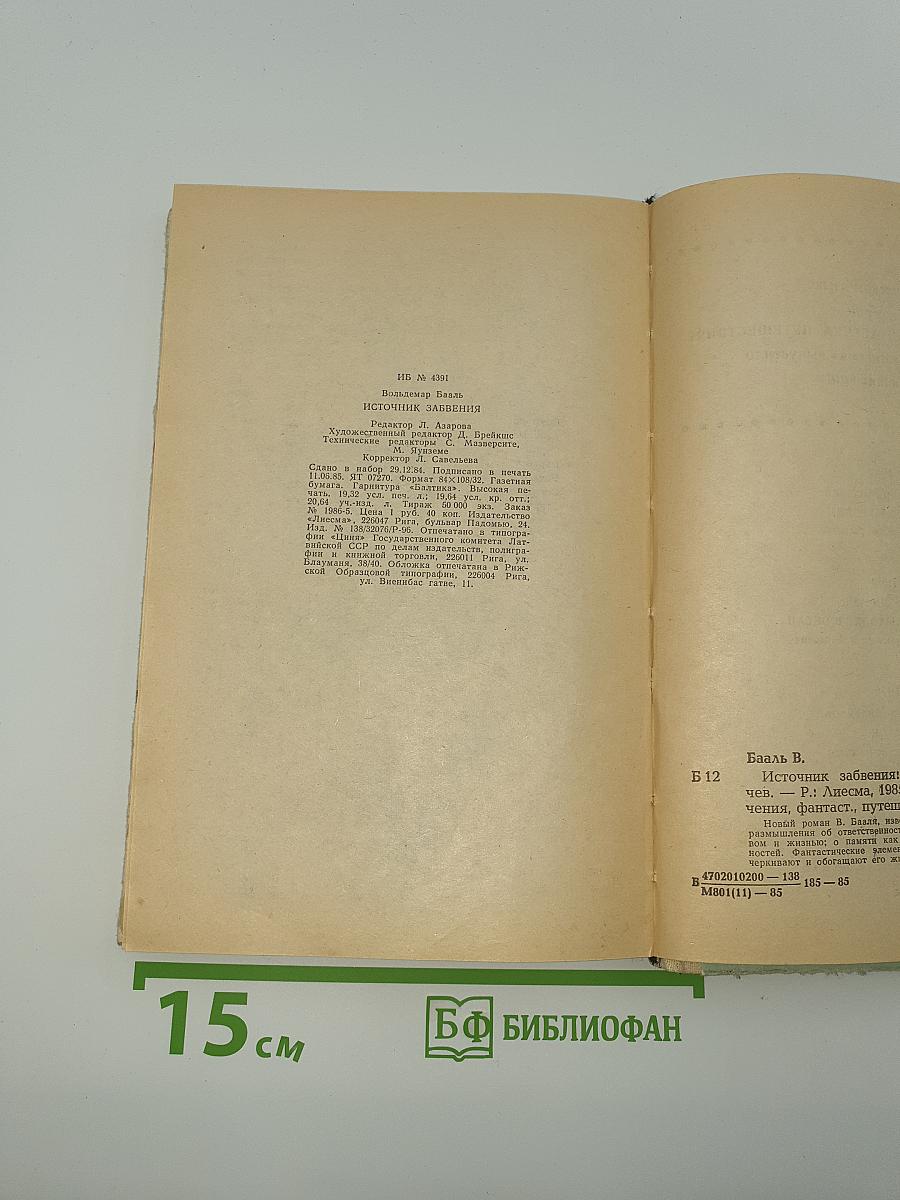 ИБ № 4391
Вольдемар Бааль
ИСТОЧНИК ЗАБВЕНИЯ
Редактор Л. Азарова
Художественный редактор Д. Брейкшс
Технические редакторы С. Мазверсите,
М. Яунземе
Корректор Л. Савельева
Сдано в набор 29.12.84. Подписано в печать
11.06.85. ЯТ 07270. Формат 84×108/32. Газетная
бумага. Гарнитура «Балтика». Высокая пе-
чать. 19,32 усл. печ. л.; 19,64 усл. кр. отт.;
20,64 уч.-изд. л. Тираж 50 000 экз. Заказ
№ 1986-5. Цена 1 руб. 40 коп. Издательство
«Лиесма», 226047 Рига, бульвар Падомью, 24.
Изд. № 138/32076/Р-96. Отпечатано в типогра-
фии «Циня» Государственного комитета Лат-
вийской ССР по делам издательств, полигра-
фии и книжной торговли, 226011 Рига, ул.
Блауманя, 38/40. Обложка отпечатана в Риж-
ской Образцовой типографии, 226004 Рига,
ул. Виенибас гатве, 11.
Бааль В.
Б 12 Источник забвения:
чев. — Р.: Лиесма, 198
чения, фантаст., путеш
Новый роман В. Бааля, изве
размышления об ответственност
вом и жизнью; о памяти как
ностей. Фантастические элемен
черкивают и обогащают его жи
Б 4702010200 — 138 185 — 85
М801(11) — 85
15 см
БФ БИБЛИОФАН